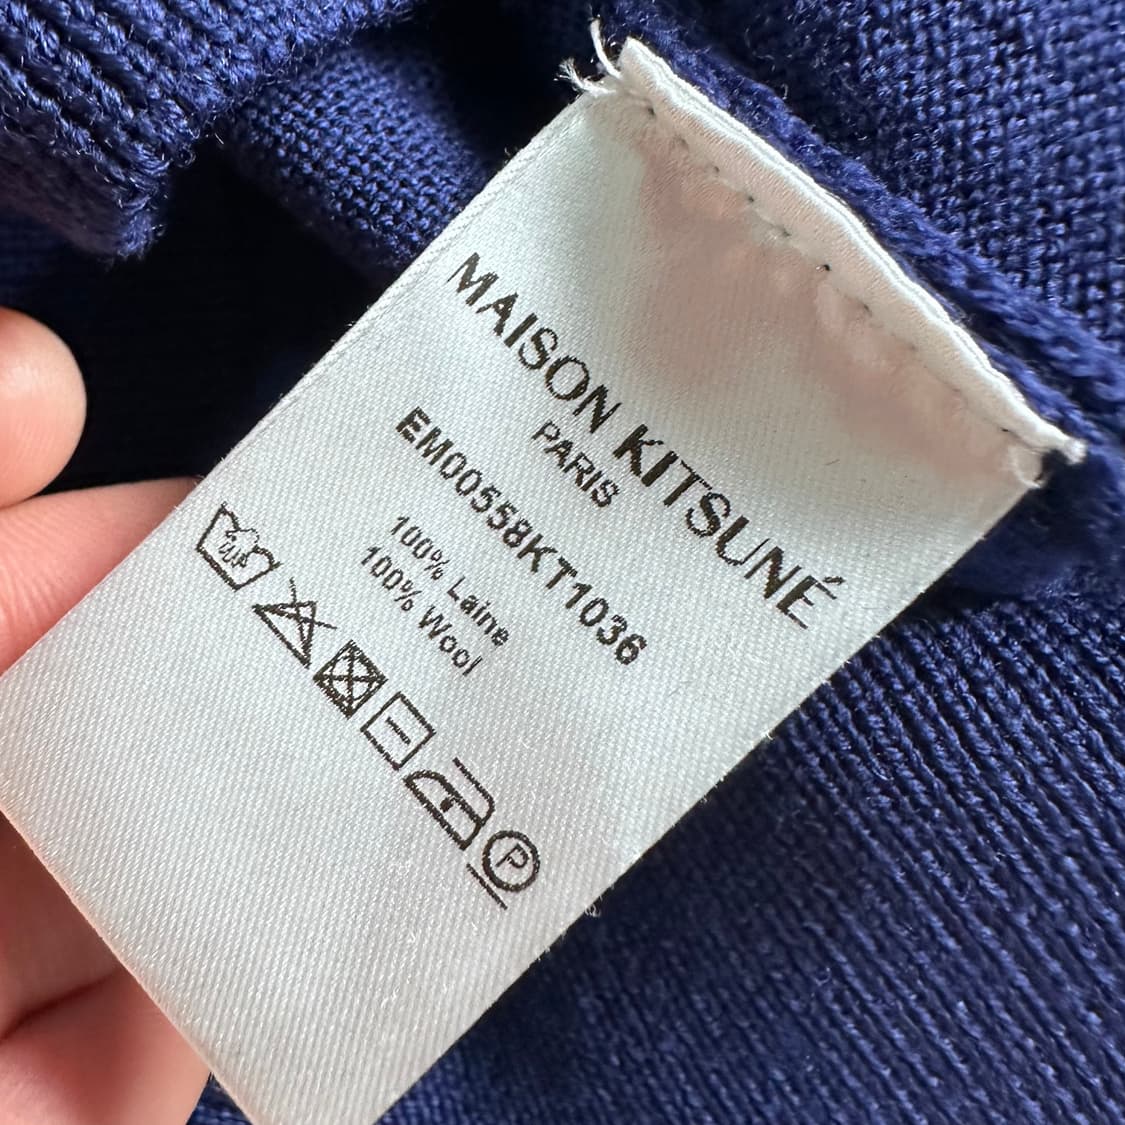 MAISON KITSUNÉ
PARIS
EM00558KT1036
100% Laine
100% Wool
P